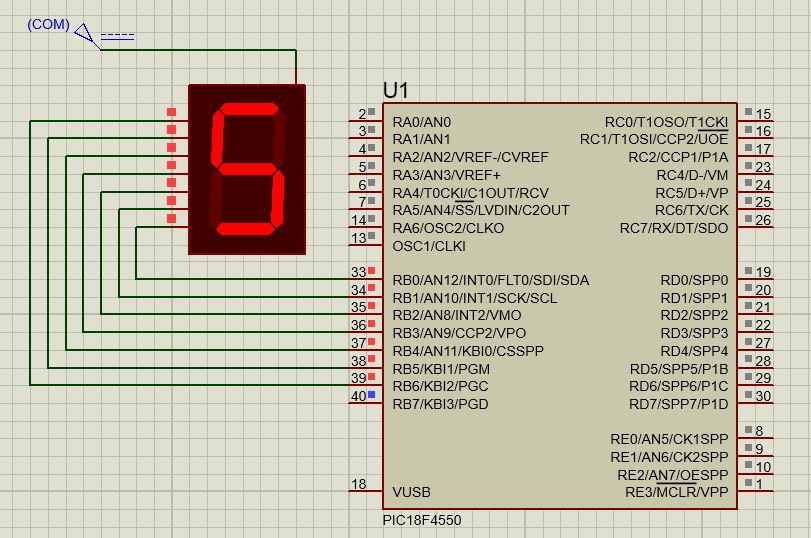 (COM)
5
U1
2 RA0/AN0 RC0/T1OSO/T1CKI 15
3 RA1/AN1 RC1/T1OSI/CCP2/UOE 16
4 RA2/AN2/VREF-/CVREF RC2/CCP1/P1A 17
5 RA3/AN3/VREF+ RC4/D-/VM 23
6 RA4/T0CKI/C1OUT/RCV RC5/D+/VP 24
7 RA5/AN4/SS/LVDIN/C2OUT RC6/TX/CK 25
14 RA6/OSC2/CLKO RC7/RX/DT/SDO 26
13 OSC1/CLKI
33 RB0/AN12/INT0/FLT0/SDI/SDA RD0/SPP0 19
34 RB1/AN10/INT1/SCK/SCL RD1/SPP1 20
35 RB2/AN8/INT2/VMO RD2/SPP2 21
36 RB3/AN9/CCP2/VPO RD3/SPP3 22
37 RB4/AN11/KBI0/CSSPP RD4/SPP4 27
38 RB5/KBI1/PGM RD5/SPP5/P1B 28
39 RB6/KBI2/PGC RD6/SPP6/P1C 29
40 RB7/KBI3/PGD RD7/SPP7/P1D 30
RE0/AN5/CK1SPP 8
RE1/AN6/CK2SPP 9
RE2/AN7/OESPP 10
18 VUSB RE3/MCLR/VPP 1
PIC18F4550